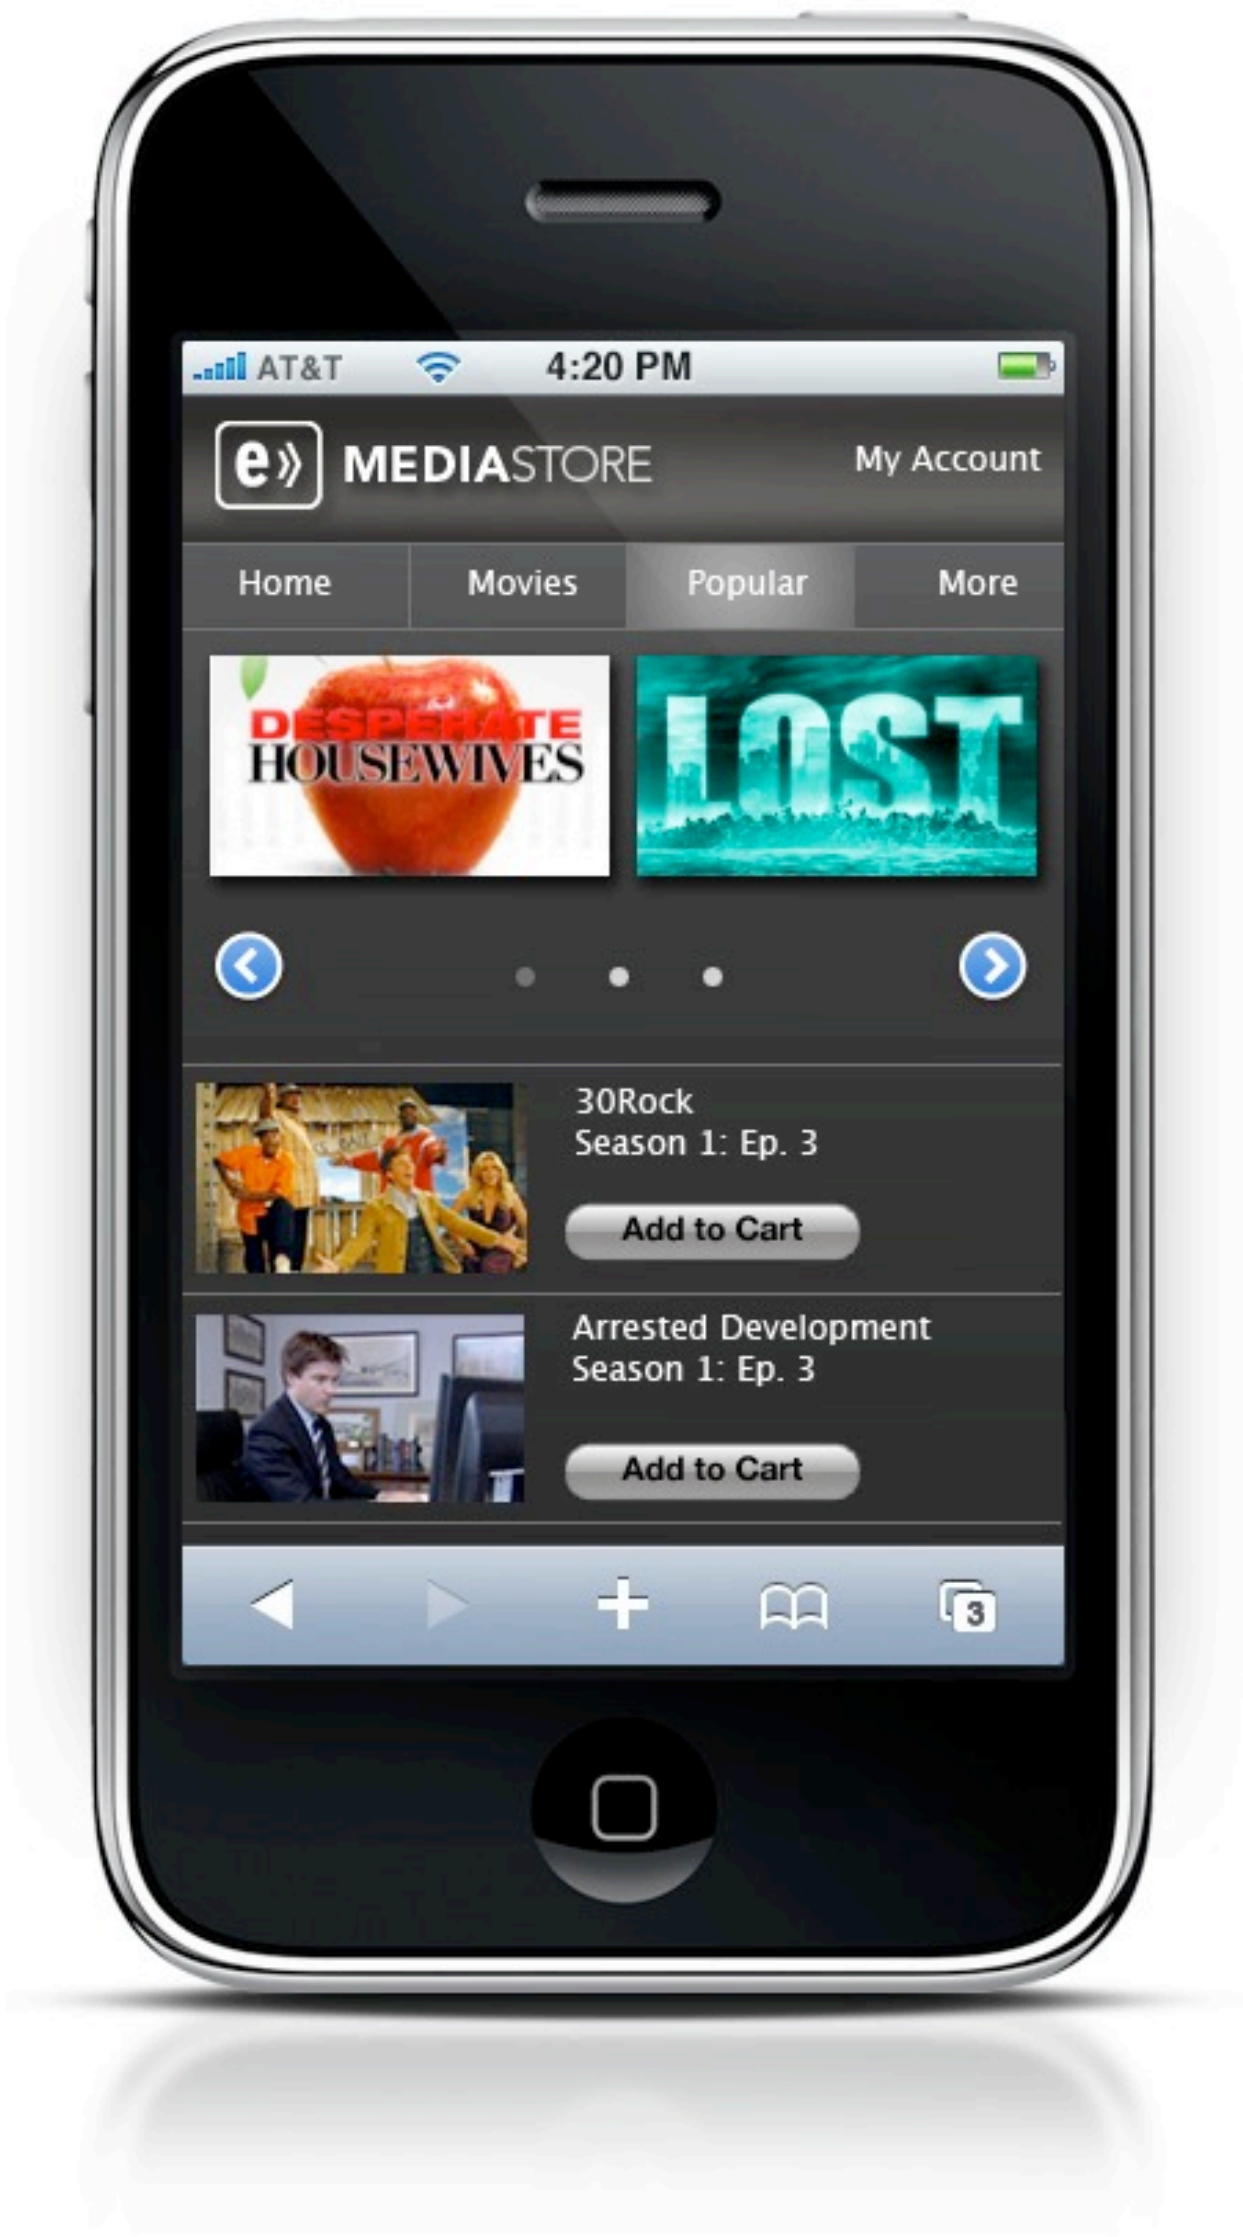 AT&T 4:20 PM
e» MEDIASTORE My Account
Home Movies Popular More
DESPERATE
HOUSEWIVES
LOST
30Rock
Season 1: Ep. 3
Add to Cart
Arrested Development
Season 1: Ep. 3
Add to Cart
3